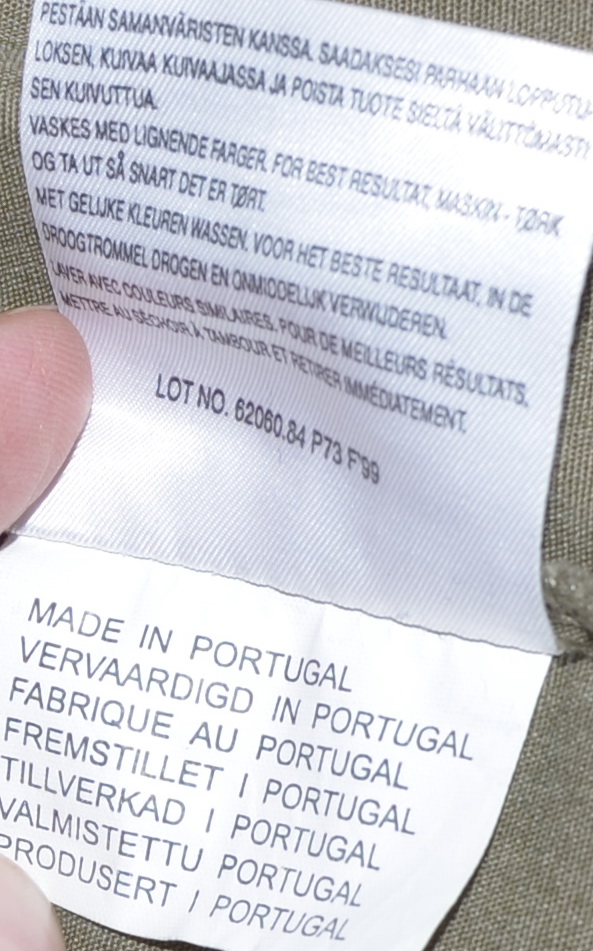 PESTÄÄN SAMANVÄRISTEN KANSSA. SAADAKSESI PARHAAN LOPPUTU-
LOKSEN, KUIVAA KUIVAAJASSA JA POISTA TUOTE SIELTÄ VÄLITTÖMÄSTI
SEN KUIVUTTUA.
VASKES MED LIGNENDE FARGER. FOR BEST RESULTAT, MASKIN - TØRK
OG TA UT SÅ SNART DET ER TØRT.
MET GELIJKE KLEUREN WASSEN. VOOR HET BESTE RESULTAAT, IN DE
DROOGTROMMEL DROGEN EN ONMIDDELIJK VERWIJDEREN.
LAVER AVEC COULEURS SIMILAIRES. POUR DE MEILLEURS RÉSULTATS,
METTRE AU SÉCHOIR À TAMBOUR ET RETIRER IMMÉDIATEMENT.
LOT NO. 62060.84 P73 F'99
MADE IN PORTUGAL
VERVAARDIGD IN PORTUGAL
FABRIQUE AU PORTUGAL
FREMSTILLET I PORTUGAL
TILLVERKAD I PORTUGAL
VALMISTETTU PORTUGAL
PRODUSERT I PORTUGAL